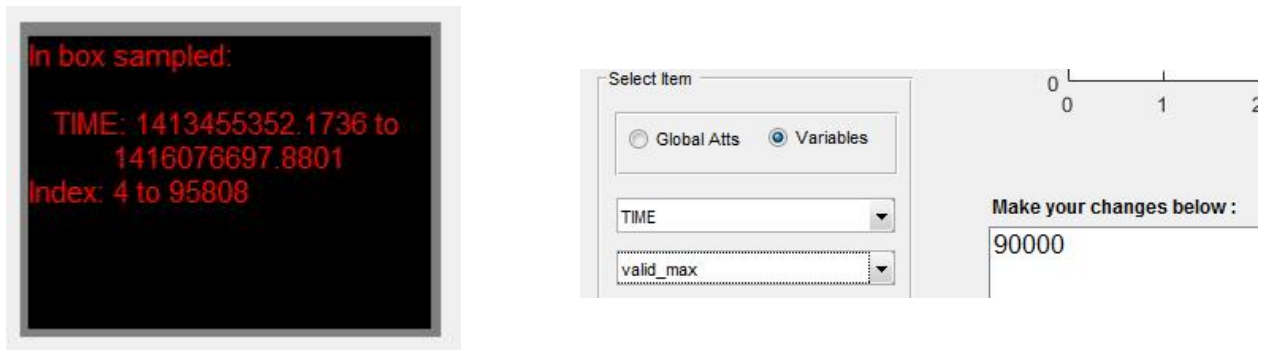 In box sampled:
TIME: 1413455352.1736 to
1416076697.8801
Index: 4 to 95808
Select Item
Global Atts Variables
TIME
valid_max
0
0 1 2
Make your changes below :
90000